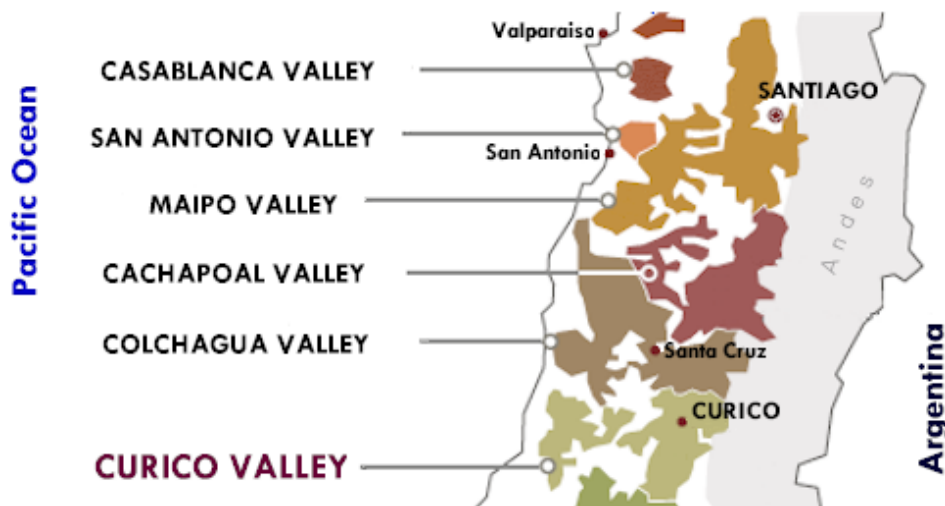 Valparaiso
CASABLANCA VALLEY
SANTIAGO
SAN ANTONIO VALLEY
San Antonio
Pacific Ocean
MAIPO VALLEY
Andes
CACHAPOAL VALLEY
COLCHAGUA VALLEY
Santa Cruz
Argentina
CURICO
CURICO VALLEY